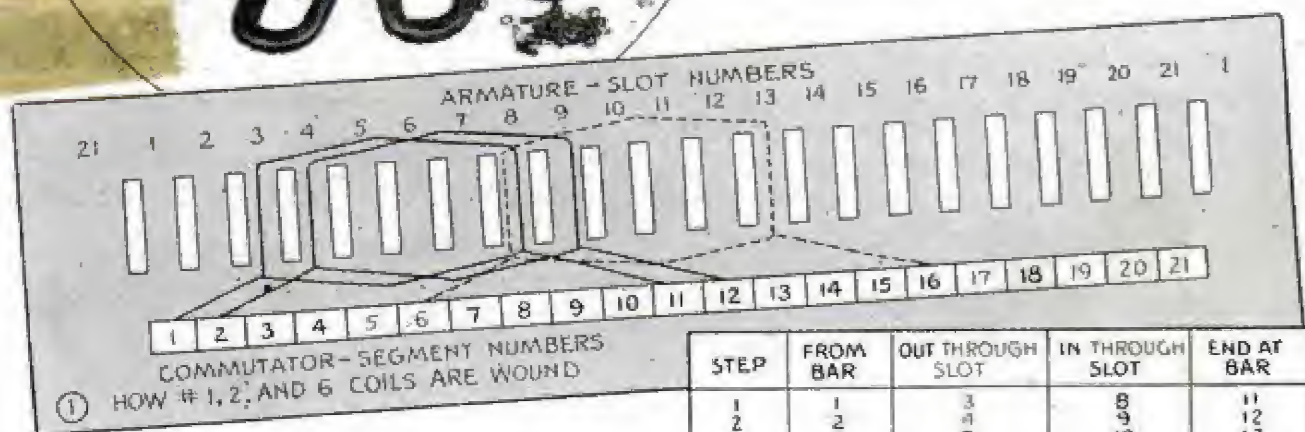 ARMATURE - SLOT NUMBERS
21 1 2 3 4 5 6 7 8 9 10 11 12 13 14 15 16 17 18 19 20 21 1
1 2 3 4 5 6 7 8 9 10 11 12 13 14 15 16 17 18 19 20 21
COMMUTATOR-SEGMENT NUMBERS
① HOW # 1, 2, AND 6 COILS ARE WOUND
STEP FROM BAR OUT THROUGH SLOT IN THROUGH SLOT END AT BAR
1 1 3 8 11
2 2 4 9 12